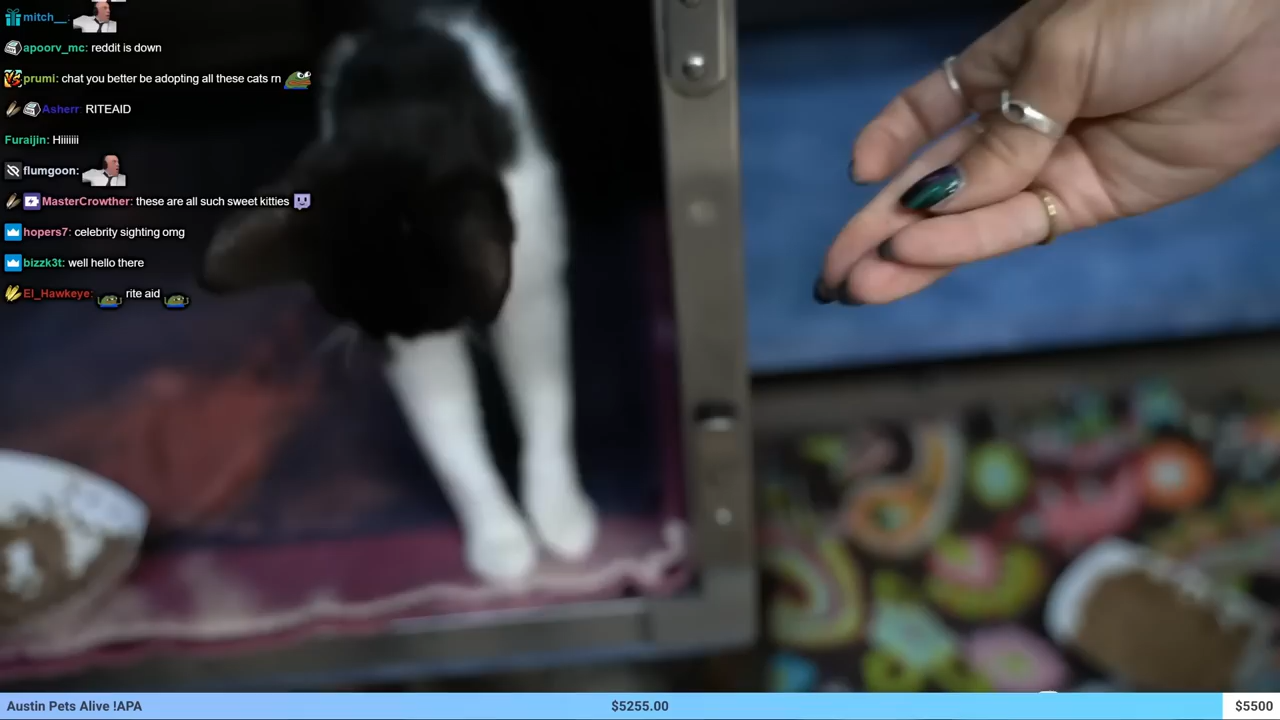 mitch__:
apoorv_mc: reddit is down
prumi: chat you better be adopting all these cats rn
Asherr: RITEAID
Furaijin: Hiiiiiii
flumgoon:
MasterCrowther: these are all such sweet kitties
hopers7: celebrity sighting omg
bizzk3t: well hello there
El_Hawkeye: rite aid
Austin Pets Alive !APA $5255.00 $5500